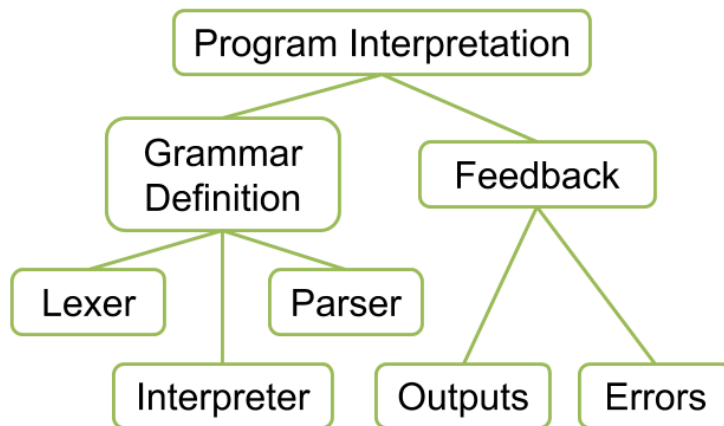 Program Interpretation
Grammar
Definition
Feedback
Lexer
Parser
Interpreter
Outputs
Errors